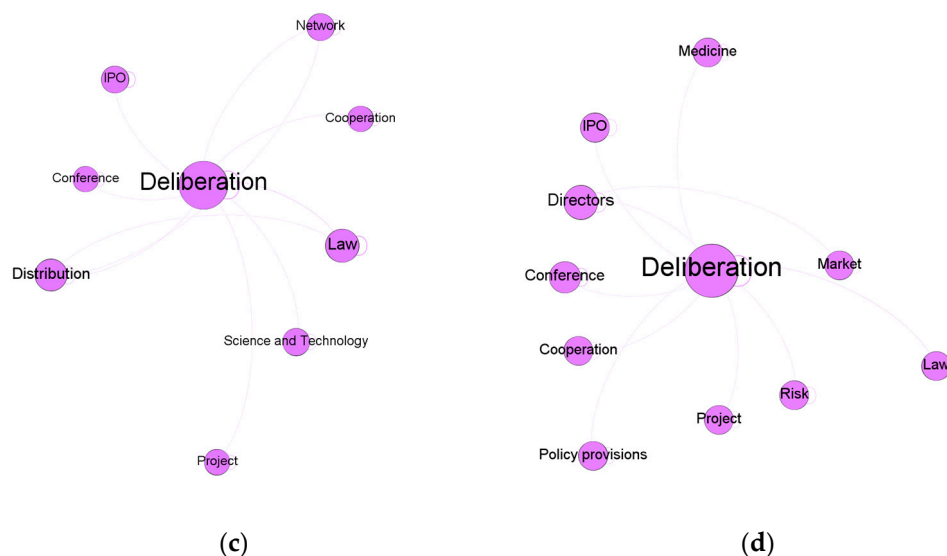 Network
IPO
Cooperation
Conference
Deliberation
Law
Distribution
Science and Technology
Project
(c)
Medicine
IPO
Directors
Deliberation
Market
Conference
Cooperation
Law
Risk
Project
Policy provisions
(d)